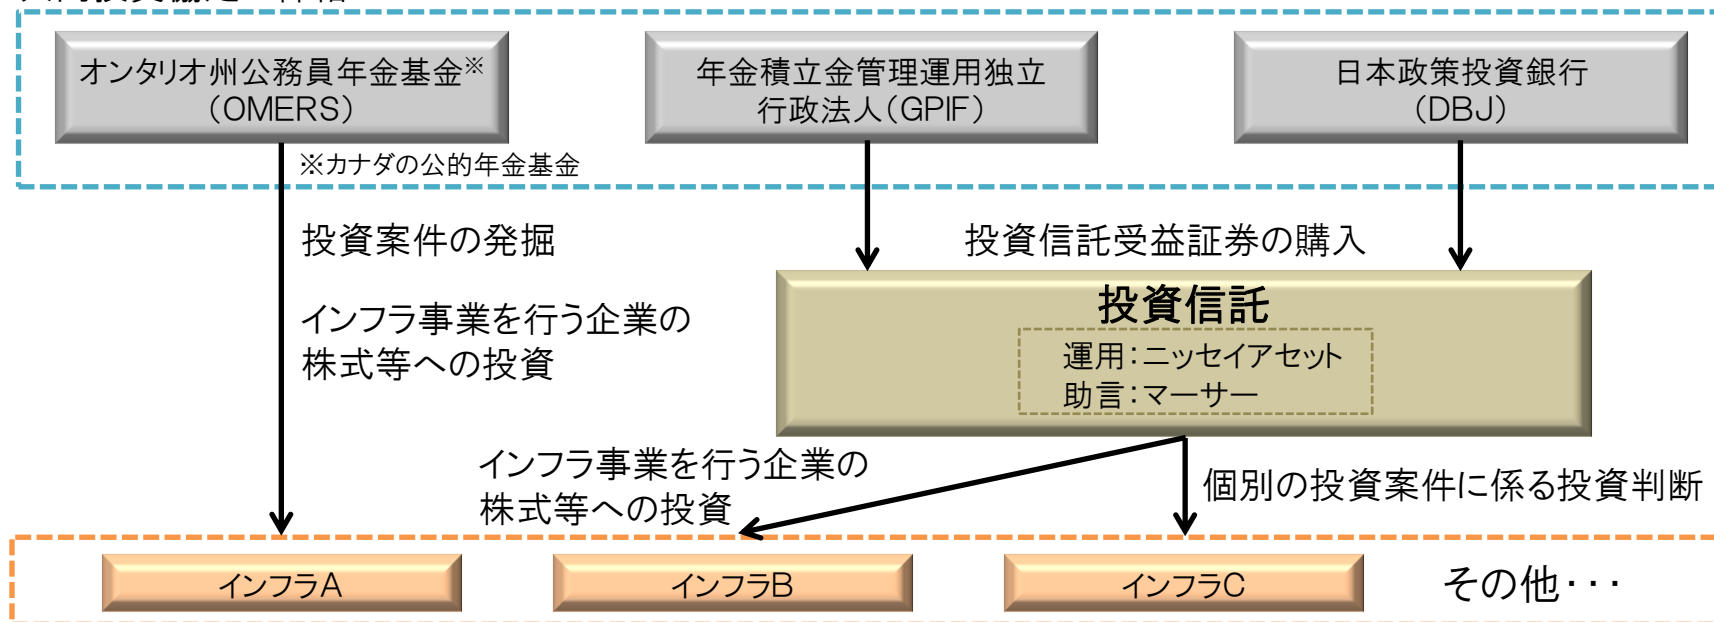 オンタリオ州公務員年金基金※
(OMERS)
年金積立金管理運用独立
行政法人(GPIF)
日本政策投資銀行
(DBJ)
※カナダの公的年金基金
投資案件の発掘
投資信託受益証券の購入
インフラ事業を行う企業の
株式等への投資
投資信託
運用:ニッセイアセット
助言:マーサー
インフラ事業を行う企業の
株式等への投資
個別の投資案件に係る投資判断
インフラA
インフラB
インフラC
その他・・・